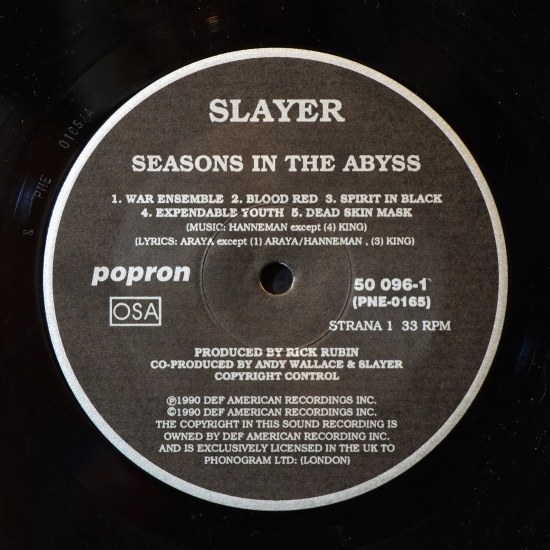 SLAYER
SEASONS IN THE ABYSS
1. WAR ENSEMBLE 2. BLOOD RED 3. SPIRIT IN BLACK
4. EXPENDABLE YOUTH 5. DEAD SKIN MASK
(MUSIC: HANNEMAN except (4) KING)
(LYRICS: ARAYA except (1) ARAYA/HANNEMAN , (3) KING)
popron
OSA
50 096-1
(PNE-0165)
STRANA 1 33 RPM
PRODUCED BY RICK RUBIN
CO-PRODUCED BY ANDY WALLACE & SLAYER
COPYRIGHT CONTROL
℗1990 DEF AMERICAN RECORDINGS INC.
©1990 DEF AMERICAN RECORDINGS INC.
THE COPYRIGHT IN THIS SOUND RECORDING IS
OWNED BY DEF AMERICAN RECORDING INC.
AND IS EXCLUSIVELY LICENSED IN THE UK TO
PHONOGRAM LTD: (LONDON)
PNE 0165/A